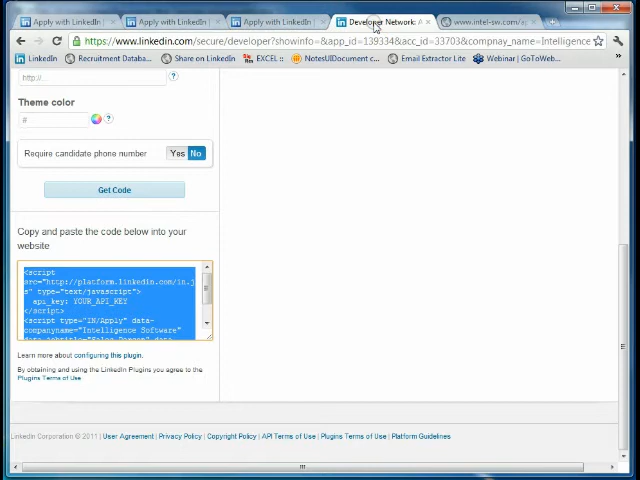 Apply with LinkedIn
Apply with LinkedIn
Apply with LinkedIn
Developer Network: A
www.intel-sw.com/a
https://www.linkedin.com/secure/developer?showinfo=&app_id=139334&acc_id=33703&compnay_name=Intelligence
LinkedIn
Recruitment Databa...
Share on LinkedIn
EXCEL ::
NotesUIDocument c...
Email Extractor Lite
Webinar | GoToWeb...
»
http://...
?
Theme color
#
?
Require candidate phone number
Yes No
Get Code
Copy and paste the code below into your
website
<script
src="http://platform.linkedin.com/in.j
s" type="text/javascript">
api_key: YOUR_API_KEY
</script>
<script type="IN/Apply" data-
companyname="Intelligence Software"
data-jobtitle="Sales Person" data-
Learn more about configuring this plugin.
By obtaining and using the LinkedIn Plugins you agree to the
Plugins Terms of Use
LinkedIn Corporation © 2011 | User Agreement | Privacy Policy | Copyright Policy | API Terms of Use | Plugins Terms of Use | Platform Guidelines